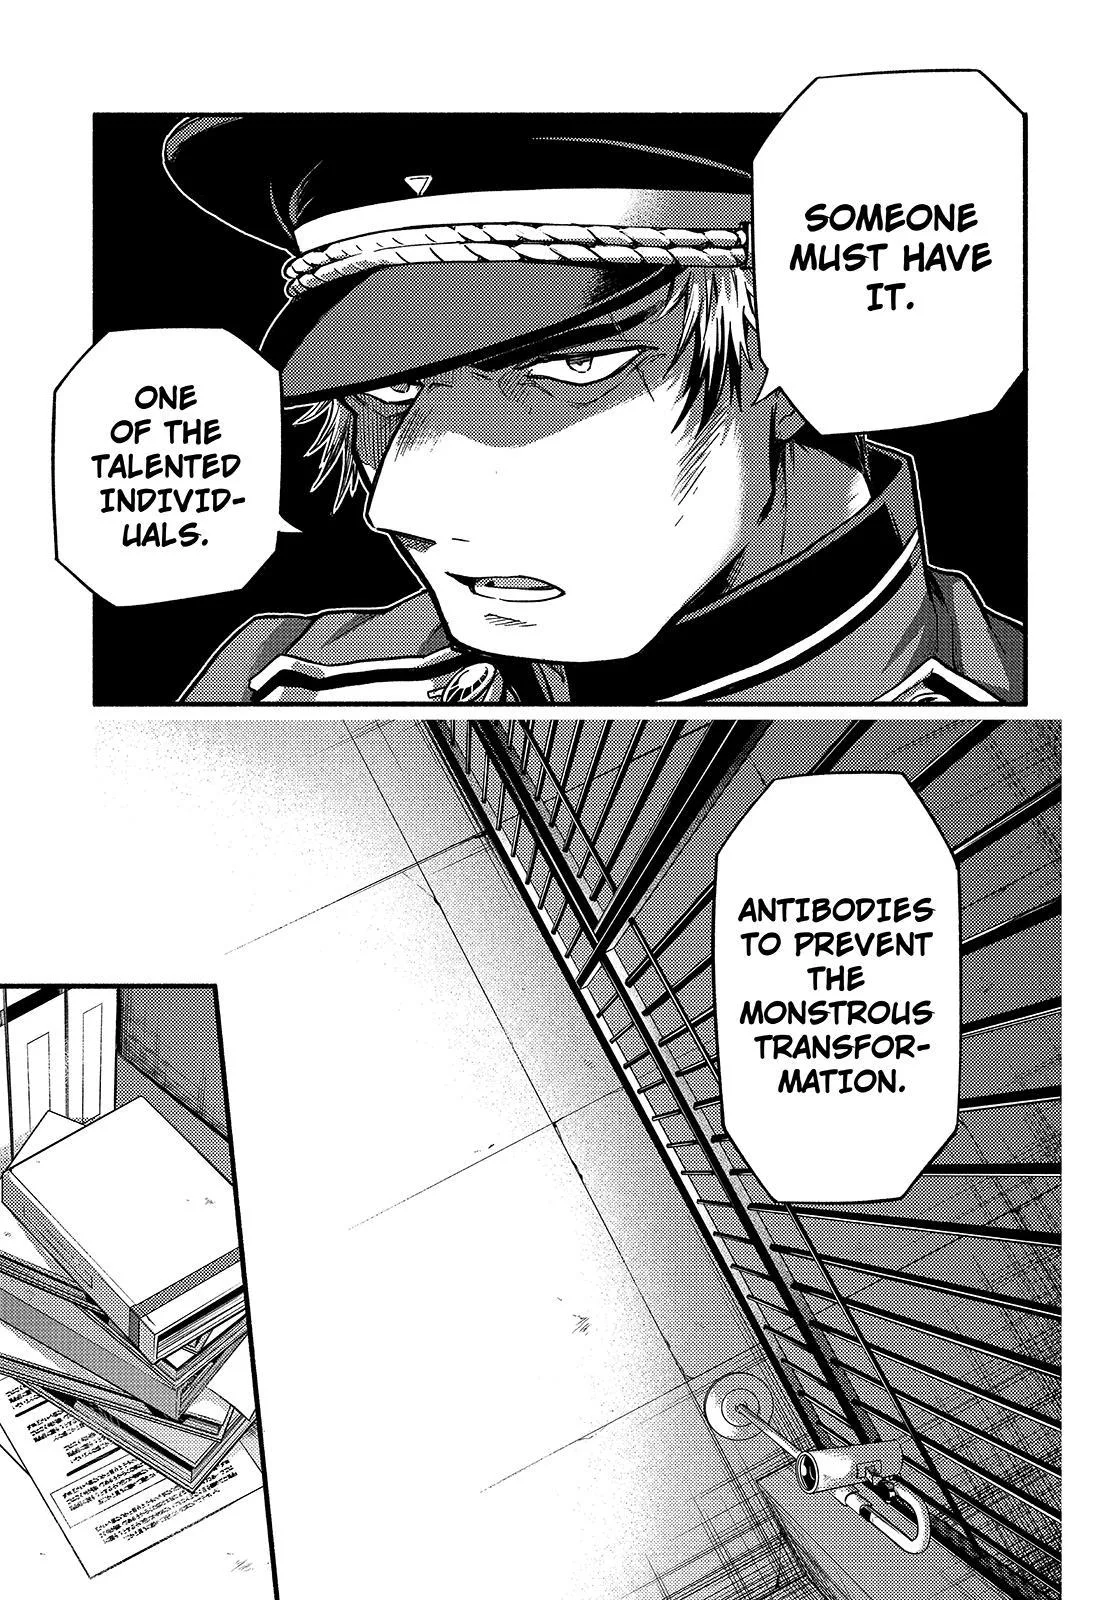 SOMEONE
MUST HAVE
IT.
ONE
OF THE
TALENTED
INDIVID-
UALS.
ANTIBODIES
TO PREVENT
THE
MONSTROUS
TRANSFOR-
MATION.